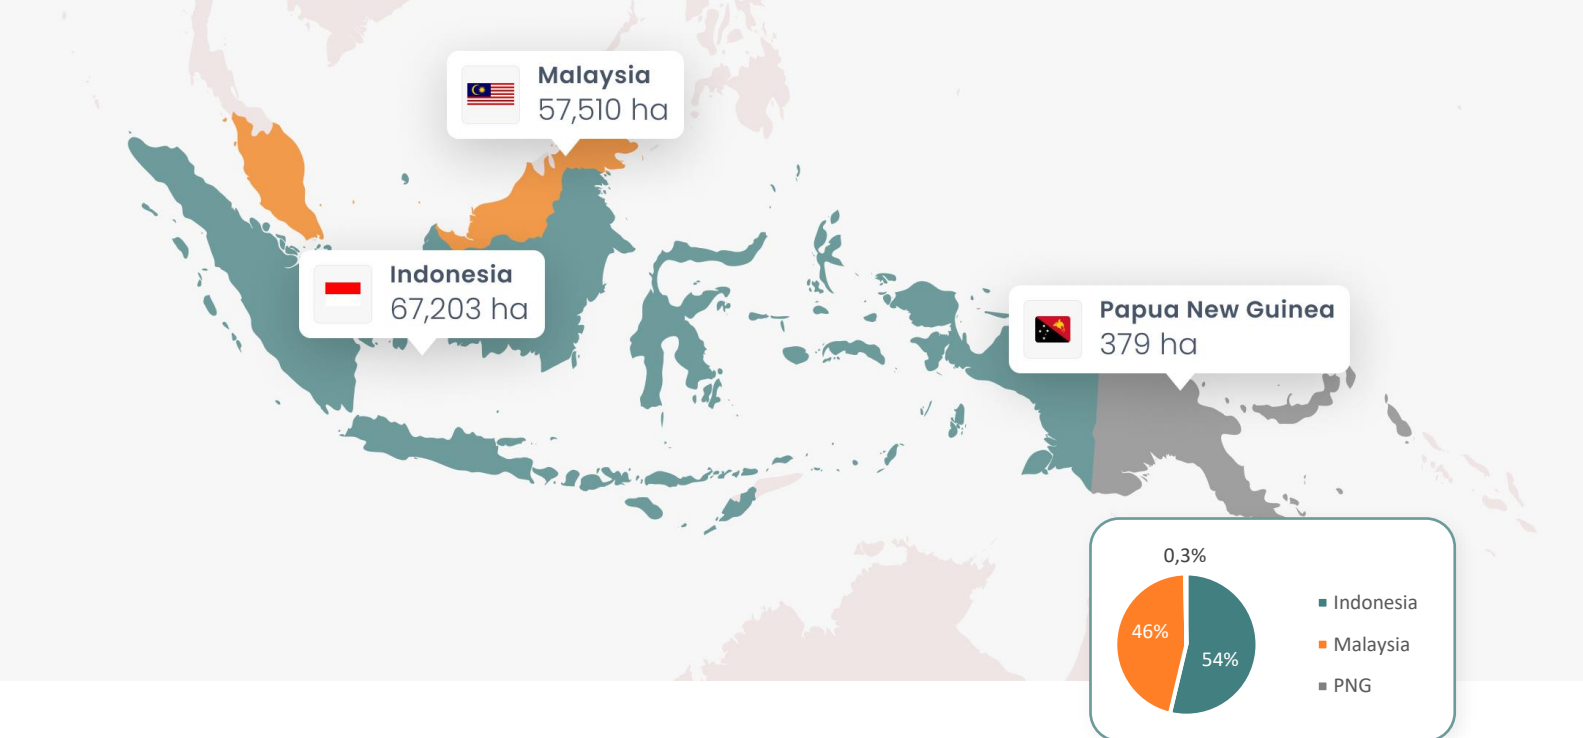 Malaysia
57,510 ha
Indonesia
67,203 ha
Papua New Guinea
379 ha
0,3%
46%
54%
Indonesia
Malaysia
PNG